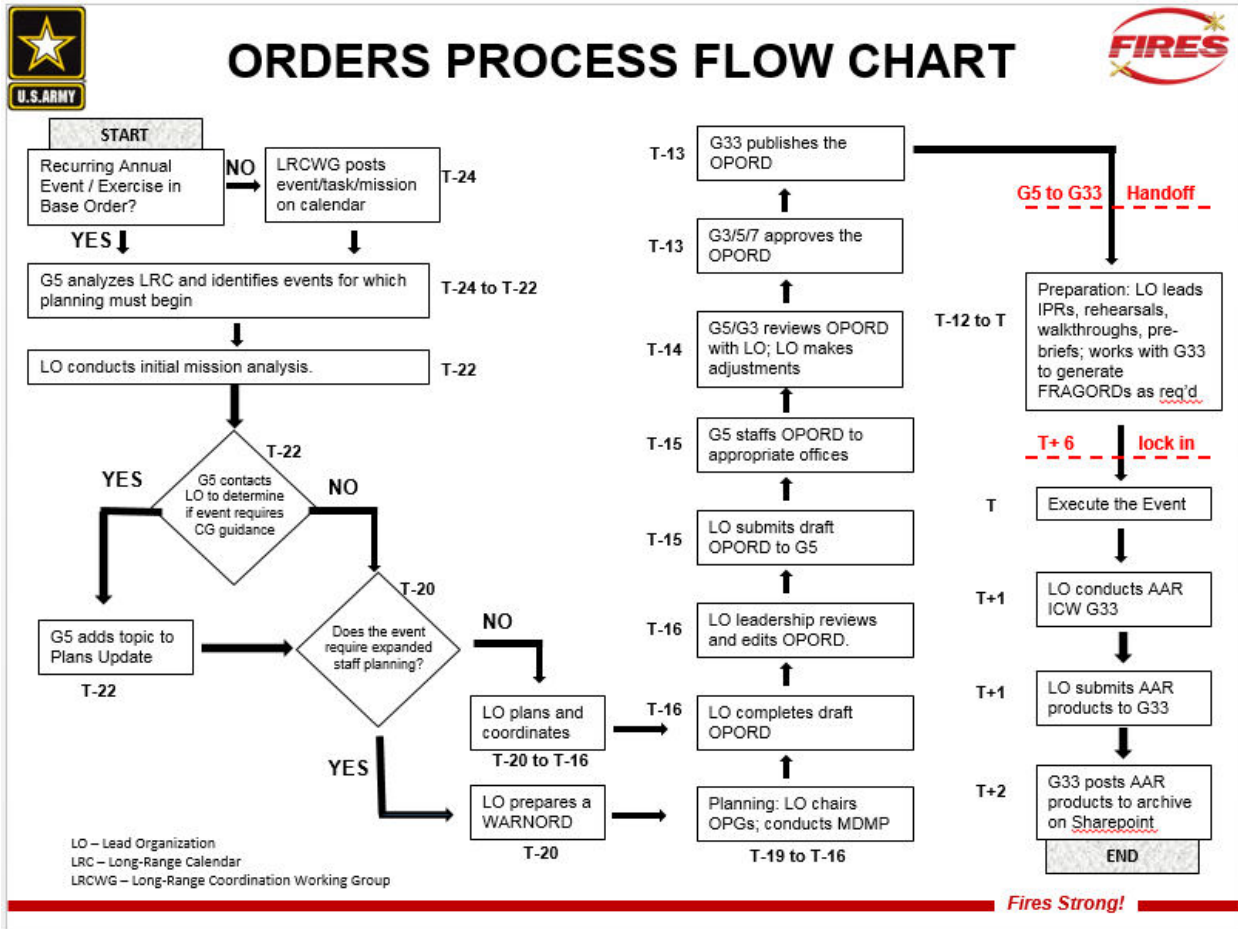 U.S.ARMY
ORDERS PROCESS FLOW CHART
FIRES
START
Recurring Annual
Event / Exercise in
Base Order?
NO
LRCWG posts
event/task/mission
on calendar
T-24
YES
G5 analyzes LRC and identifies events for which
planning must begin
T-24 to T-22
LO conducts initial mission analysis.
T-22
T-22
G5 contacts
LO to determine
if event requires
CG guidance
YES
NO
G5 adds topic to
Plans Update
T-22
T-20
Does the event
require expanded
staff planning?
NO
YES
LO plans and
coordinates
T-20 to T-16
LO prepares a
WARNORD
T-20
Planning: LO chairs
OPGs; conducts MDMP
T-19 to T-16
T-16
LO completes draft
OPORD
T-16
LO leadership reviews
and edits OPORD.
T-15
LO submits draft
OPORD to G5
T-15
G5 staffs OPORD to
appropriate offices
T-14
G5/G3 reviews OPORD
with LO; LO makes
adjustments
T-13
G3/5/7 approves the
OPORD
T-13
G33 publishes the
OPORD
G5 to G33 Handoff
T-12 to T
Preparation: LO leads
IPRs, rehearsals,
walkthroughs, pre-
briefs; works with G33
to generate
FRAGORDs as req'd
T+ 6 lock in
T
Execute the Event
T+1
LO conducts AAR
ICW G33
T+1
LO submits AAR
products to G33
T+2
G33 posts AAR
products to archive
on Sharepoint
END
LO – Lead Organization
LRC – Long-Range Calendar
LRCWG – Long-Range Coordination Working Group
Fires Strong!